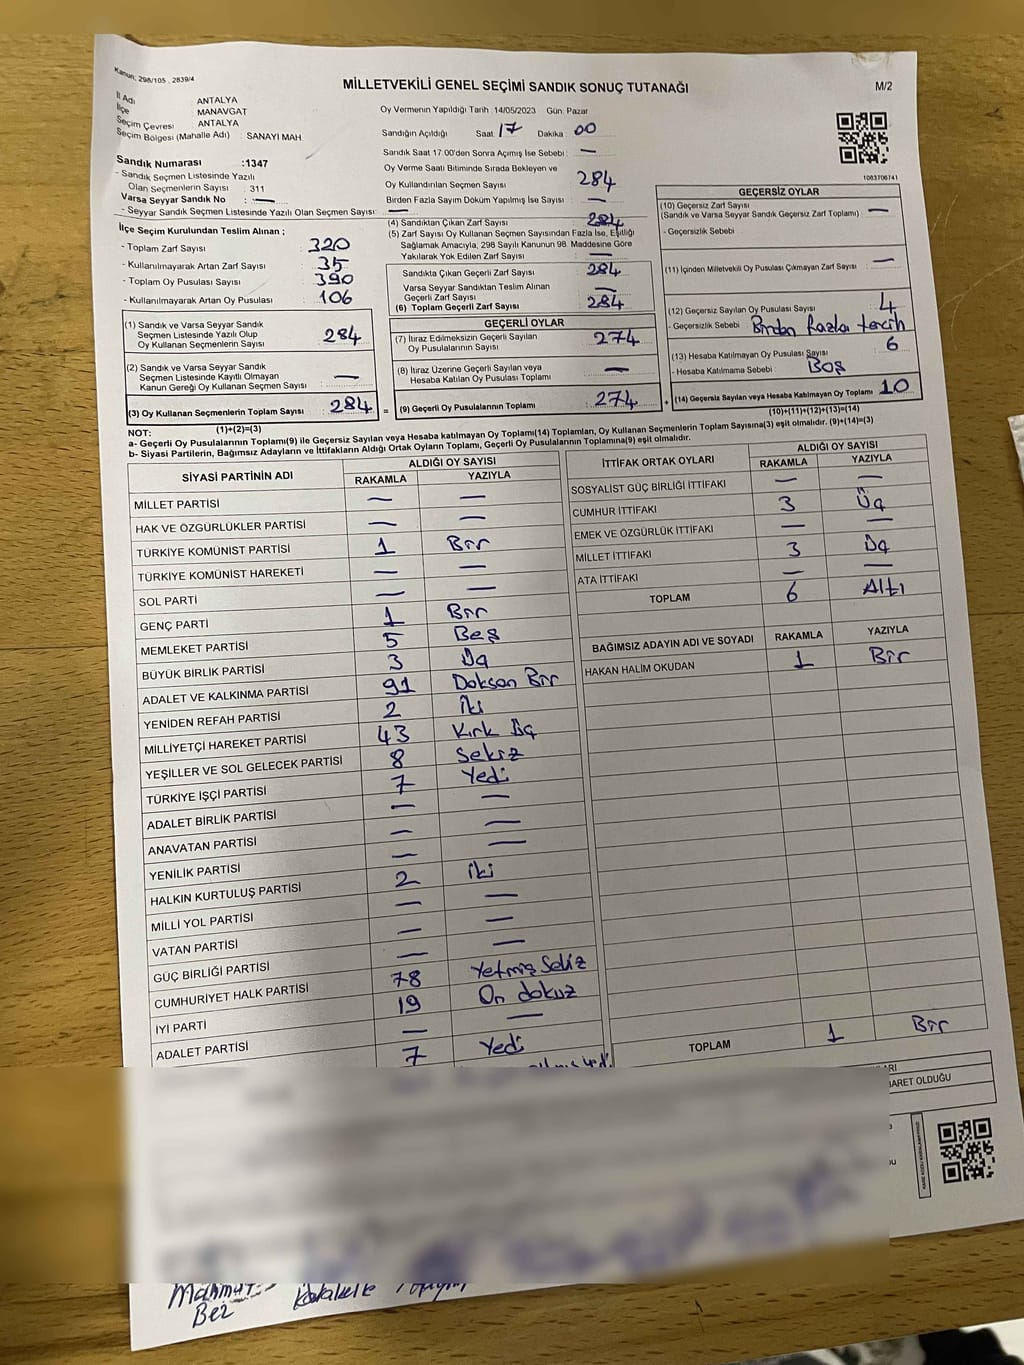 Kanun: 298/105 , 2839/4
MİLLETVEKİLİ GENEL SEÇİMİ SANDIK SONUÇ TUTANAĞI
M/2
İl Adı ANTALYA
İlçe MANAVGAT
Seçim Çevresi ANTALYA
Seçim Bölgesi (Mahalle Adı) : SANAYİ MAH.
Sandık Numarası :1347
- Sandık Seçmen Listesinde Yazılı
Olan Seçmenlerin Sayısı : 311
Varsa Seyyar Sandık No : —
- Seyyar Sandık Seçmen Listesinde Yazılı Olan Seçmen Sayısı: —
Oy Vermenin Yapıldığı Tarih 14/05/2023 Gün: Pazar
Sandığın Açıldığı Saat 17 Dakika 00
Sandık Saat 17:00'den Sonra Açımış İse Sebebi : —
Oy Verme Saati Bitiminde Sırada Bekleyen ve
Oy Kullandırılan Seçmen Sayısı 284
Birden Fazla Sayım Döküm Yapılmış İse Sayısı : —
1083706741
İlçe Seçim Kurulundan Teslim Alınan ;
- Toplam Zarf Sayısı 320
- Kullanılmayarak Artan Zarf Sayısı 35
- Toplam Oy Pusulası Sayısı 390
- Kullanılmayarak Artan Oy Pusulası 106
(4) Sandıktan Çıkan Zarf Sayısı 284
(5) Zarf Sayısı Oy Kullanan Seçmen Sayısından Fazla İse, Eşitliği
Sağlamak Amacıyla, 298 Sayılı Kanunun 98. Maddesine Göre
Yakılarak Yok Edilen Zarf Sayısı —
Sandıkta Çıkan Geçerli Zarf Sayısı 284
Varsa Seyyar Sandıktan Teslim Alınan
Geçerli Zarf Sayısı —
(6) Toplam Geçerli Zarf Sayısı 284
GEÇERSİZ OYLAR
(10) Geçersiz Zarf Sayısı
(Sandık ve Varsa Seyyar Sandık Geçersiz Zarf Toplamı) —
- Geçersizlik Sebebi
(11) İçinden Milletvekili Oy Pusulası Çıkmayan Zarf Sayısı —
(12) Geçersiz Sayılan Oy Pusulası Sayısı 4
- Geçersizlik Sebebi Birden fazla tercih
(13) Hesaba Katılmayan Oy Pusulası Sayısı 6
- Hesaba Katılmama Sebebi : Boş
(14) Geçersiz Sayılan veya Hesaba Katılmayan Oy Toplamı 10
(10)+(11)+(12)+(13)=(14)
(1) Sandık ve Varsa Seyyar Sandık
Seçmen Listesinde Yazılı Olup
Oy Kullanan Seçmenlerin Sayısı 284
(2) Sandık ve Varsa Seyyar Sandık
Seçmen Listesinde Kayıtlı Olmayan
Kanun Gereği Oy Kullanan Seçmen Sayısı —
(3) Oy Kullanan Seçmenlerin Toplam Sayısı 284 =
(1)+(2)=(3)
GEÇERLİ OYLAR
(7) İtiraz Edilmeksizin Geçerli Sayılan
Oy Pusulalarının Sayısı 274
(8) İtiraz Üzerine Geçerli Sayılan veya
Hesaba Katılan Oy Pusulası Toplamı —
(9) Geçerli Oy Pusulalarının Toplamı 274 +
NOT:
a- Geçerli Oy Pusulalarının Toplamı(9) ile Geçersiz Sayılan veya Hesaba katılmayan Oy Toplamı(14) Toplamları, Oy Kullanan Seçmenlerin Toplam Sayısına(3) eşit olmalıdır. (9)+(14)=(3)
b- Siyasi Partilerin, Bağımsız Adayların ve İttifakların Aldığı Ortak Oyların Toplamı, Geçerli Oy Pusulalarının Toplamına(9) eşit olmalıdır.
SİYASİ PARTİNİN ADI ALDIĞI OY SAYISI
RAKAMLA YAZIYLA
MİLLET PARTİSİ — —
HAK VE ÖZGÜRLÜKLER PARTİSİ — —
TÜRKİYE KOMÜNİST PARTİSİ 1 Bir
TÜRKİYE KOMÜNİST HAREKETİ — —
SOL PARTİ — —
GENÇ PARTİ 1 Bir
MEMLEKET PARTİSİ 5 Beş
BÜYÜK BİRLİK PARTİSİ 3 Üç
ADALET VE KALKINMA PARTİSİ 91 Doksan Bir
YENİDEN REFAH PARTİSİ 2 İki
MİLLİYETÇİ HAREKET PARTİSİ 43 Kırk Üç
YEŞİLLER VE SOL GELECEK PARTİSİ 8 Sekiz
TÜRKİYE İŞÇİ PARTİSİ 7 Yedi
ADALET BİRLİK PARTİSİ — —
ANAVATAN PARTİSİ — —
YENİLİK PARTİSİ —
HALKIN KURTULUŞ PARTİSİ 2 iki
MİLLİ YOL PARTİSİ — —
VATAN PARTİSİ — —
GÜÇ BİRLİĞİ PARTİSİ — —
CUMHURİYET HALK PARTİSİ 78 Yetmiş Sekiz
İYİ PARTİ 19 On dokuz
ADALET PARTİSİ — —
7 Yedi
İTTİFAK ORTAK OYLARI ALDIĞI OY SAYISI
RAKAMLA YAZIYLA
SOSYALİST GÜÇ BİRLİĞİ İTTİFAKI — —
CUMHUR İTTİFAKI 3 Üç
EMEK VE ÖZGÜRLÜK İTTİFAKI — —
MİLLET İTTİFAKI 3 Üç
ATA İTTİFAKI — —
TOPLAM 6 Altı
BAĞIMSIZ ADAYIN ADI VE SOYADI RAKAMLA YAZIYLA
HAKAN HALİM OKUDAN 1 Bir
TOPLAM 1 Bir
ARET OLDUĞU
Mahmut
Bez